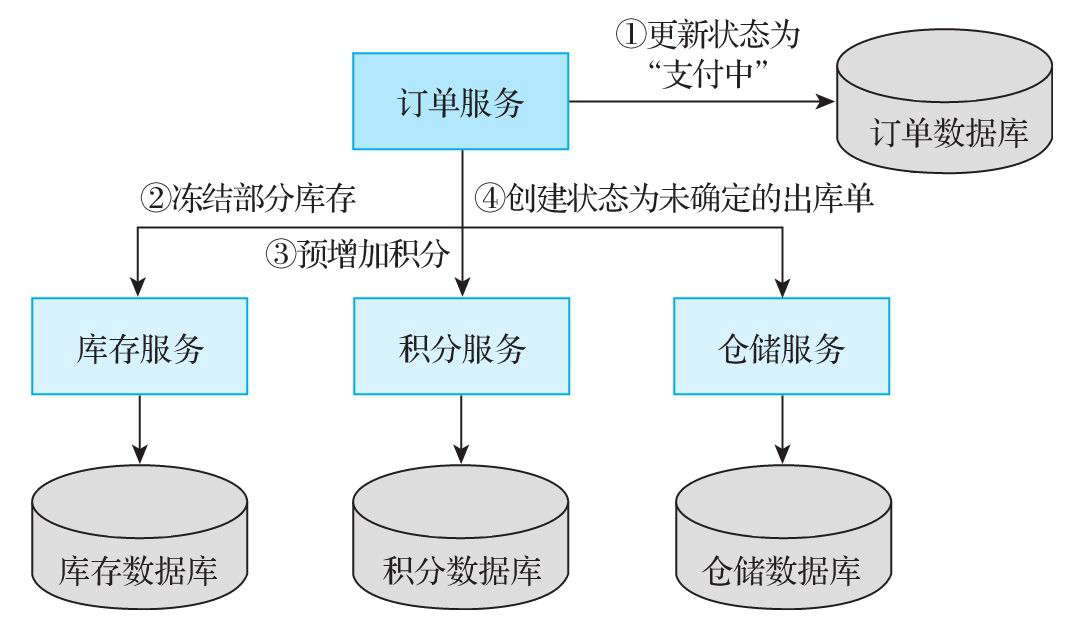 ①更新状态为
“支付中”
订单服务
订单数据库
②冻结部分库存
④创建状态为未确定的出库单
③预增加积分
库存服务
积分服务
仓储服务
库存数据库
积分数据库
仓储数据库